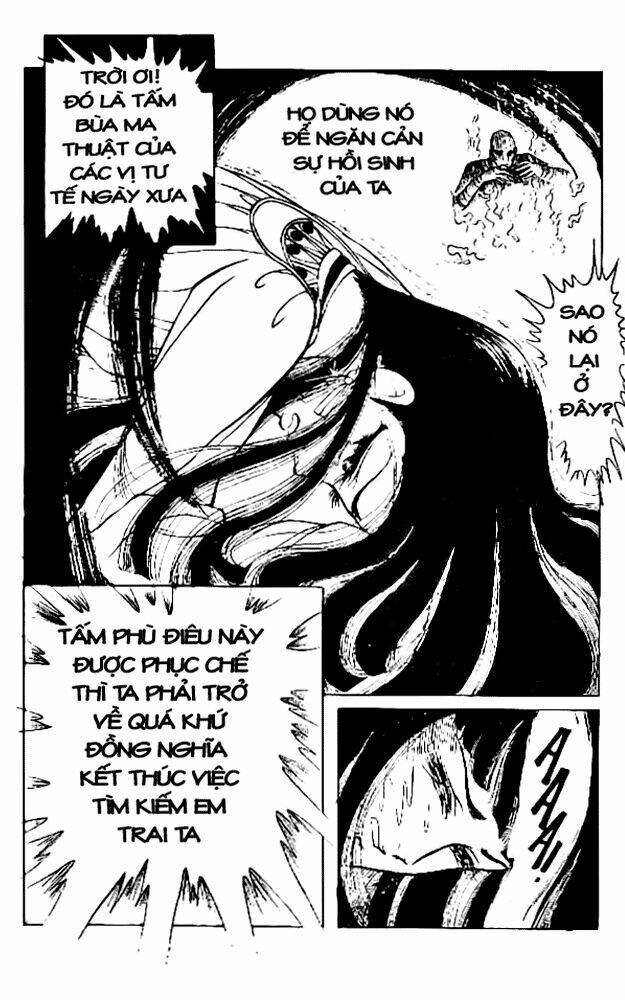 TRỜI ƠI!
ĐÓ LÀ TẤM
BÙA MA
THUẬT CỦA
CÁC VỊ TƯ
TẾ NGÀY XƯA
HỌ DÙNG NÓ
ĐỂ NGĂN CẢN
SỰ HỒI SINH
CỦA TA
SAO
NÓ
LẠI
Ở
ĐÂY?
TẤM PHÙ ĐIÊU NÀY
ĐƯỢC PHỤC CHẾ
THÌ TA PHẢI TRỞ
VỀ QUÁ KHỨ
ĐỒNG NGHĨA
KẾT THÚC VIỆC
TÌM KIẾM EM
TRAI TA
AAAA!